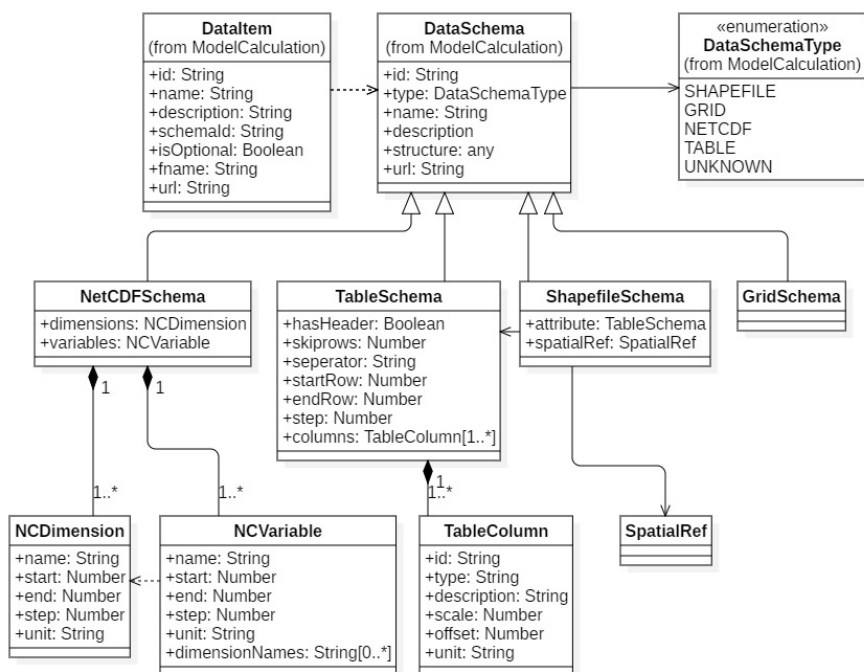 DataItem
(from ModelCalculation)
+id: String
+name: String
+description: String
+schemaId: String
+isOptional: Boolean
+fname: String
+url: String
DataSchema
(from ModelCalculation)
+id: String
+type: DataSchemaType
+name: String
+description
+structure: any
+url: String
«enumeration»
DataSchemaType
(from ModelCalculation)
SHAPEFILE
GRID
NETCDF
TABLE
UNKNOWN
NetCDFSchema
+dimensions: NCDimension
+variables: NCVariable
TableSchema
+hasHeader: Boolean
+skiprows: Number
+seperator: String
+startRow: Number
+endRow: Number
+step: Number
+columns: TableColumn[1..*]
ShapefileSchema
+attribute: TableSchema
+spatialRef: SpatialRef
GridSchema
1
1
1
1..*
1..*
1..*
NCDimension
+name: String
+start: Number
+end: Number
+step: Number
+unit: String
NCVariable
+name: String
+start: Number
+end: Number
+step: Number
+unit: String
+dimensionNames: String[0..*]
TableColumn
+id: String
+type: String
+description: String
+scale: Number
+offset: Number
+unit: String
SpatialRef